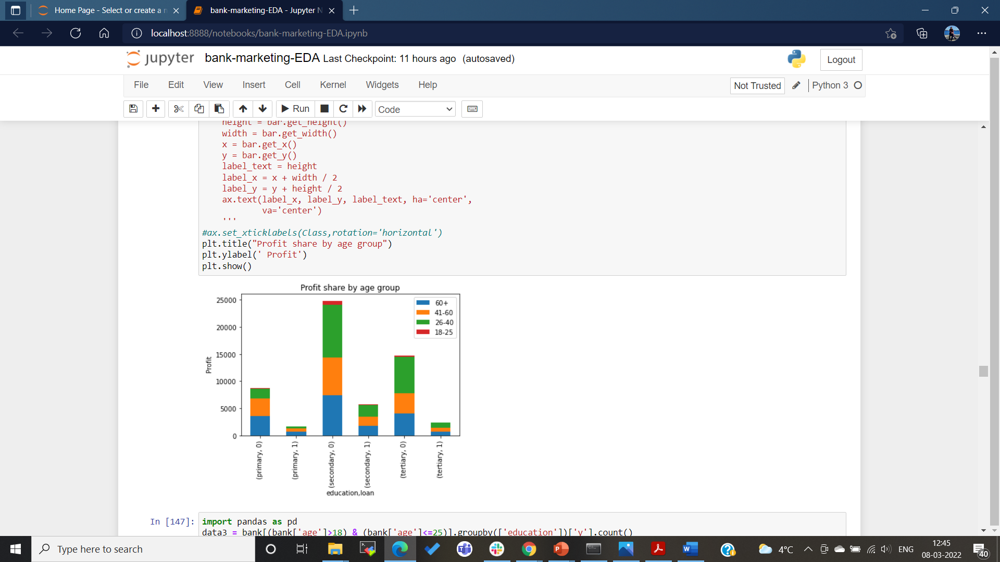 Home Page - Select or create a n
bank-marketing-EDA - Jupyter N
localhost:8888/notebooks/bank-marketing-EDA.ipynb
jupyter bank-marketing-EDA Last Checkpoint: 11 hours ago (autosaved)
Logout
File Edit View Insert Cell Kernel Widgets Help
Not Trusted
Python 3
Run
Code
height = bar.get_height()
width = bar.get_width()
x = bar.get_x()
y = bar.get_y()
label_text = height
label_x = x + width / 2
label_y = y + height / 2
ax.text(label_x, label_y, label_text, ha='center',
va='center')
'''
#ax.set_xticklabels(Class,rotation='horizontal')
plt.title("Profit share by age group")
plt.ylabel(' Profit')
plt.show()
Profit share by age group
25000
20000
15000
10000
5000
0
Profit
60+
41-60
26-40
18-25
(primary, 0)
(primary, 1)
(secondary, 0)
(secondary, 1)
(tertiary, 0)
(tertiary, 1)
education,loan
In [147]:
import pandas as pd
data3 = bank[(bank['age']>18) & (bank['age']<=25)].groupby(['education'])['y'].count()
Type here to search
4°C
ENG
12:45
08-03-2022
40